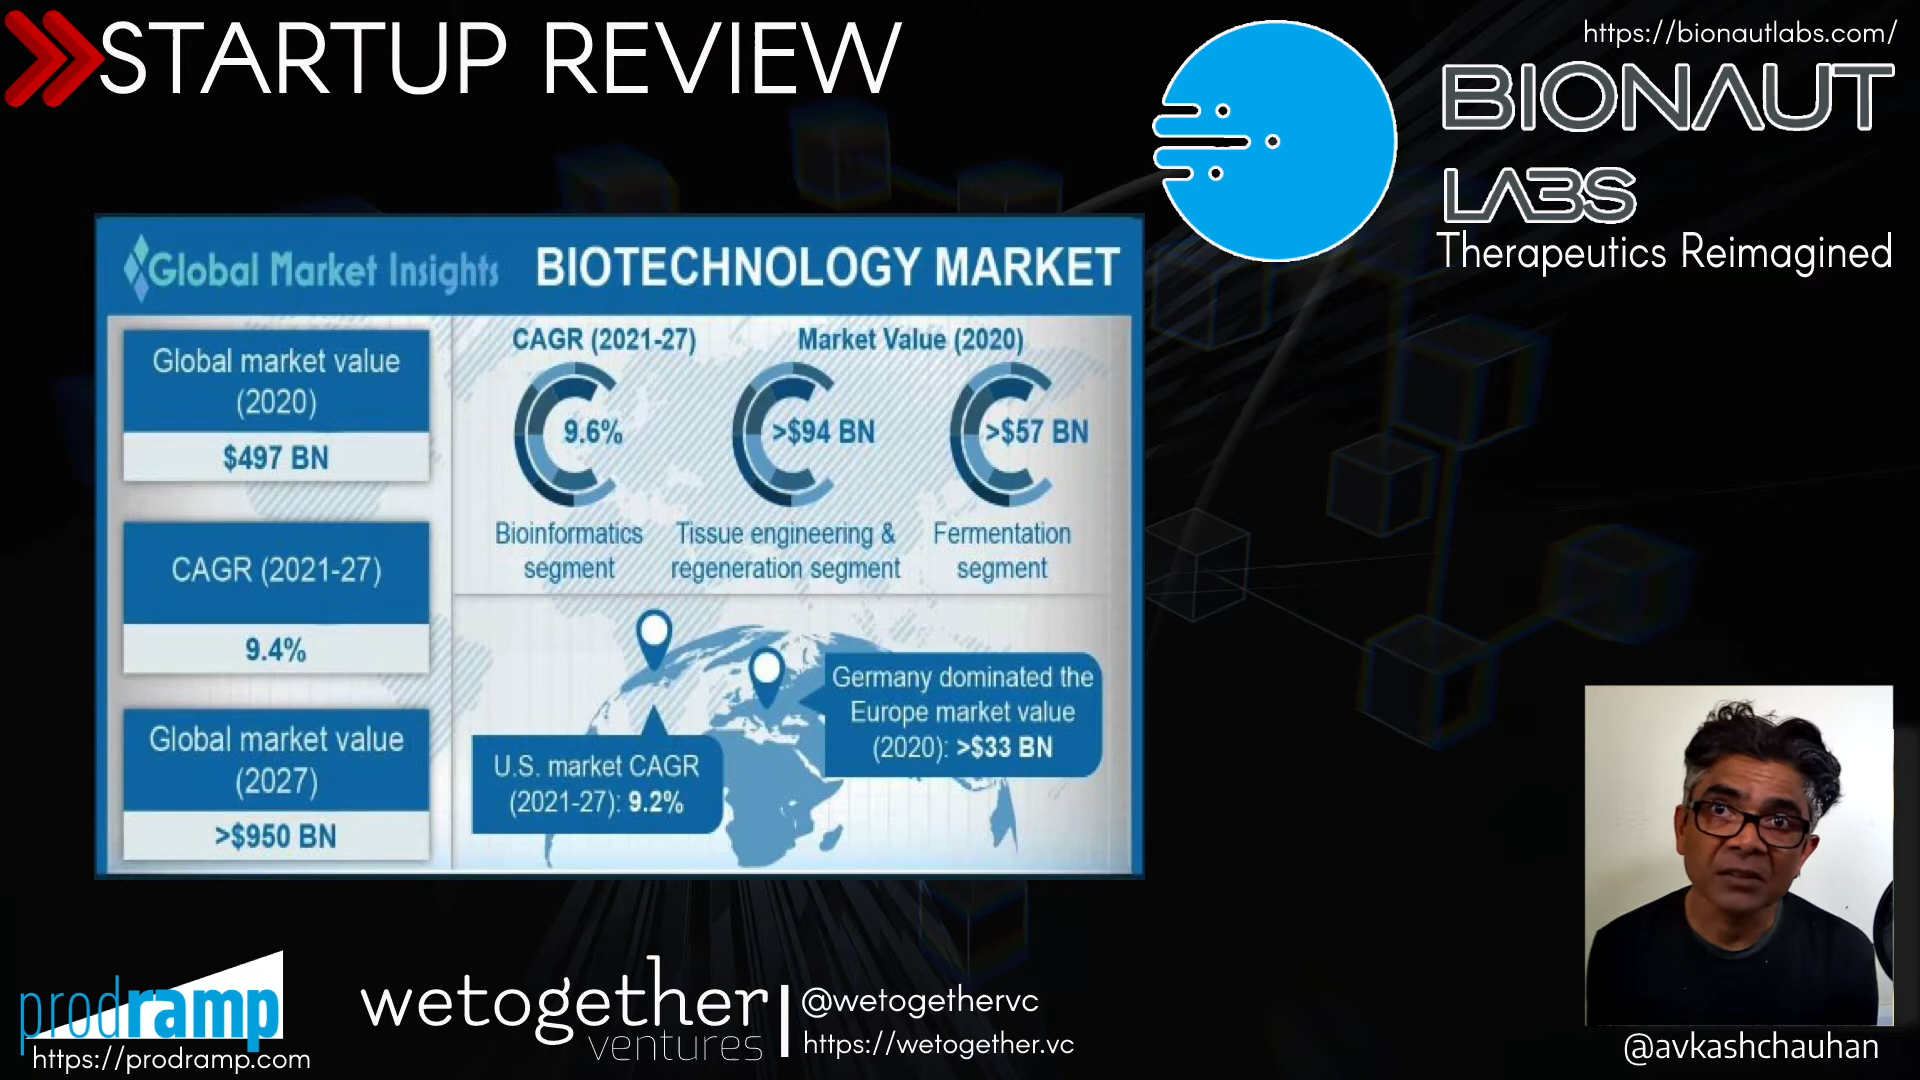 STARTUP REVIEW
https://bionautlabs.com/
BIONAUT
LABS
Therapeutics Reimagined
Global Market Insights
BIOTECHNOLOGY MARKET
Global market value
(2020)
$497 BN
CAGR (2021-27)
9.4%
Global market value
(2027)
>$950 BN
CAGR (2021-27)
Market Value (2020)
9.6%
>$94 BN
>$57 BN
Bioinformatics
segment
Tissue engineering &
regeneration segment
Fermentation
segment
U.S. market CAGR
(2021-27): 9.2%
Germany dominated the
Europe market value
(2020): >$33 BN
prodramp
https://prodramp.com
wetogether
ventures
@wetogethervc
https://wetogether.vc
@avkashchauhan